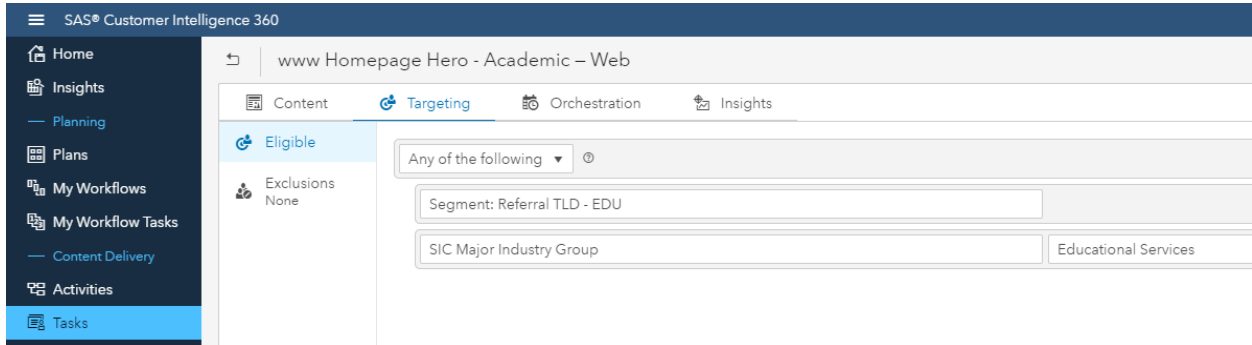 SAS® Customer Intelligence 360
Home
Insights
Planning
Plans
My Workflows
My Workflow Tasks
Content Delivery
Activities
Tasks
www Homepage Hero - Academic – Web
Content Targeting Orchestration Insights
Eligible
Exclusions
None
Any of the following
Segment: Referral TLD - EDU
SIC Major Industry Group Educational Services